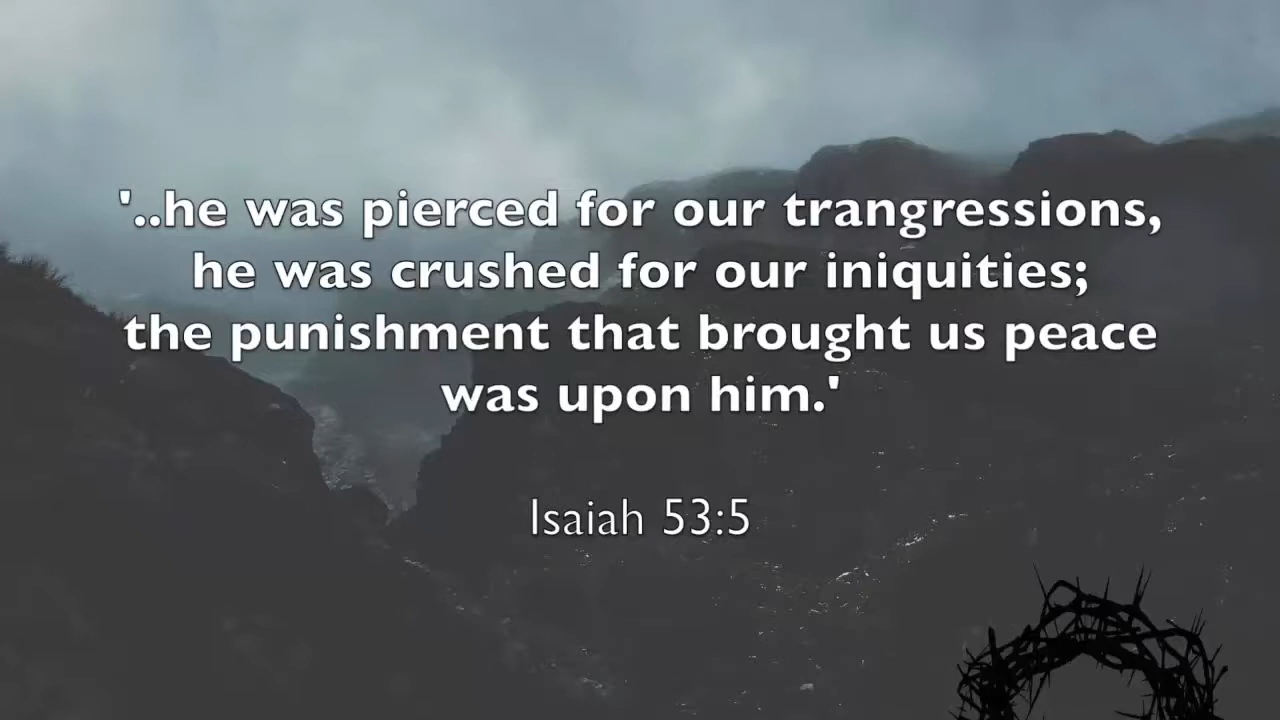 '..he was pierced for our trangressions,
he was crushed for our iniquities;
the punishment that brought us peace
was upon him.'
Isaiah 53:5